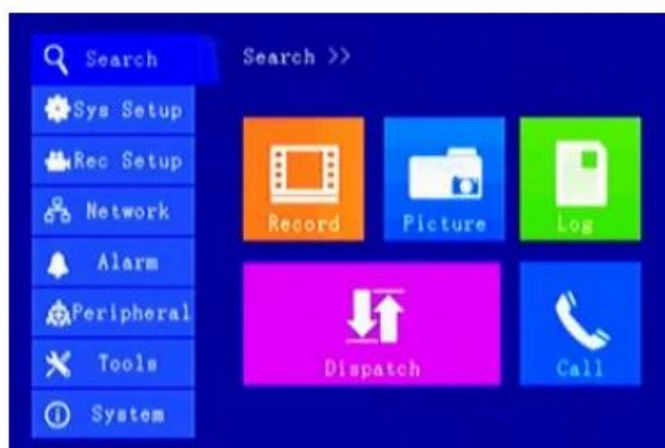 Search
Sys Setup
Rec Setup
Network
Alarm
Peripheral
Tools
System
Search >>
Record
Picture
Log
Dispatch
Call